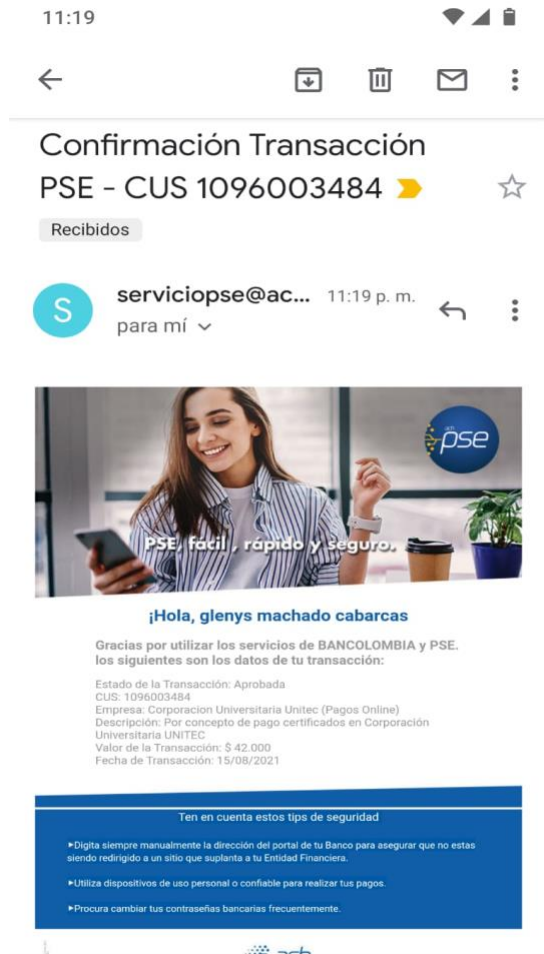 11:19
Confirmación Transacción
PSE - CUS 1096003484
Recibidos
S
serviciopse@ac... 11:19 p. m.
para mí
pse
PSE, fácil , rápido y seguro.
¡Hola, glenys machado cabarcas
Gracias por utilizar los servicios de BANCOLOMBIA y PSE.
los siguientes son los datos de tu transacción:
Estado de la Transacción: Aprobada
CUS: 1096003484
Empresa: Corporacion Universitaria Unitec (Pagos Online)
Descripción: Por concepto de pago certificados en Corporación
Universitaria UNITEC
Valor de la Transacción: $ 42.000
Fecha de Transacción: 15/08/2021
Ten en cuenta estos tips de seguridad
►Digita siempre manualmente la dirección del portal de tu Banco para asegurar que no estas
siendo redirigido a un sitio que suplanta a tu Entidad Financiera.
►Utiliza dispositivos de uso personal o confiable para realizar tus pagos.
►Procura cambiar tus contraseñas bancarias frecuentemente.